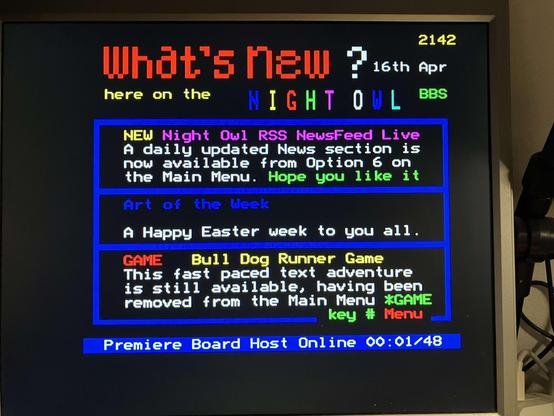 2142
What's New ? 16th Apr
here on the NIGHT OWL BBS
NEW Night Owl RSS NewsFeed Live
A daily updated News section is
now available from Option 6 on
the Main Menu. Hope you like it
Art of the Week
A Happy Easter week to you all.
GAME Bull Dog Runner Game
This fast paced text adventure
is still available, having been
removed from the Main Menu *GAME
key # Menu
Premiere Board Host Online 00:01/48